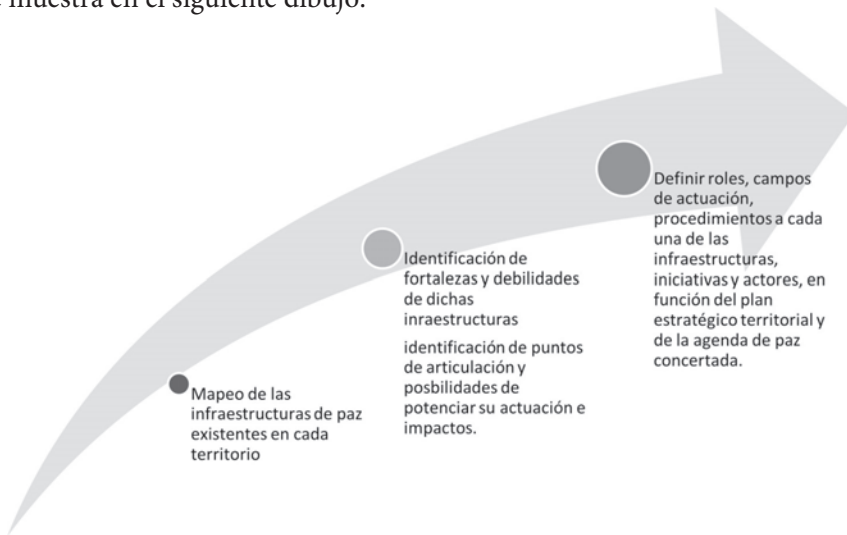 muestra en el siguiente dibujo.
Mapeo de las
infraestructuras de paz
existentes en cada
territorio
Identificación de
fortalezas y debilidades
de dichas
inraestructuras
identificación de puntos
de articulación y
posbilidades de
potenciar su actuación e
impactos.
Definir roles, campos
de actuación,
procedimientos a cada
una de las
infraestructuras,
iniciativas y actores, en
función del plan
estratégico territorial y
de la agenda de paz
concertada.